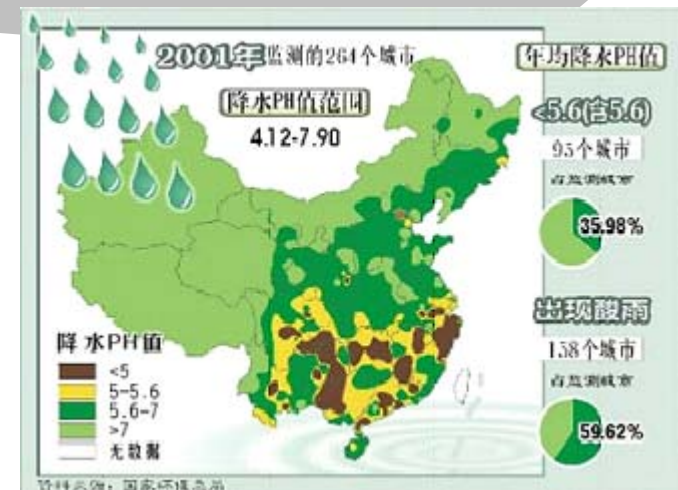 2001年监测的264个城市
降水PH值范围
4.12-7.90
年均降水PH值
<5.6(含5.6)
95个城市
占监测城市
35.98%
出现酸雨
158个城市
占监测城市
59.62%
降水PH值
<5
5-5.6
5.6-7
>7
无数据